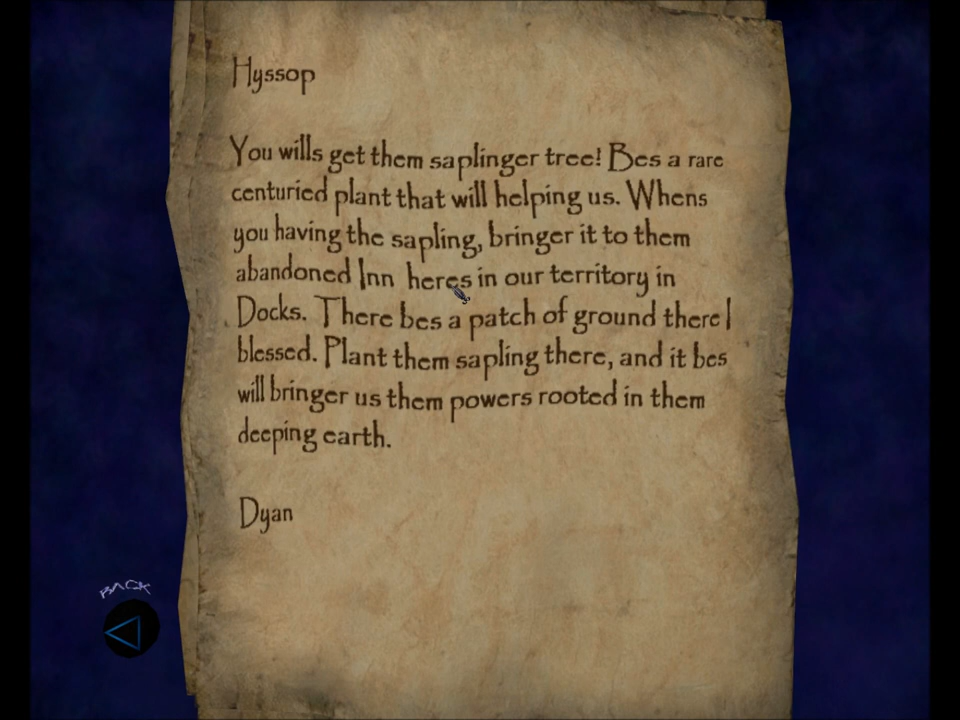 Hyssop
You wills get them saplinger tree! Bes a rare
centuried plant that will helping us. Whens
you having the sapling, bringer it to them
abandoned Inn heres in our territory in
Docks. There bes a patch of ground there I
blessed. Plant them sapling there, and it bes
will bringer us them powers rooted in them
deeping earth.
Dyan
BACK